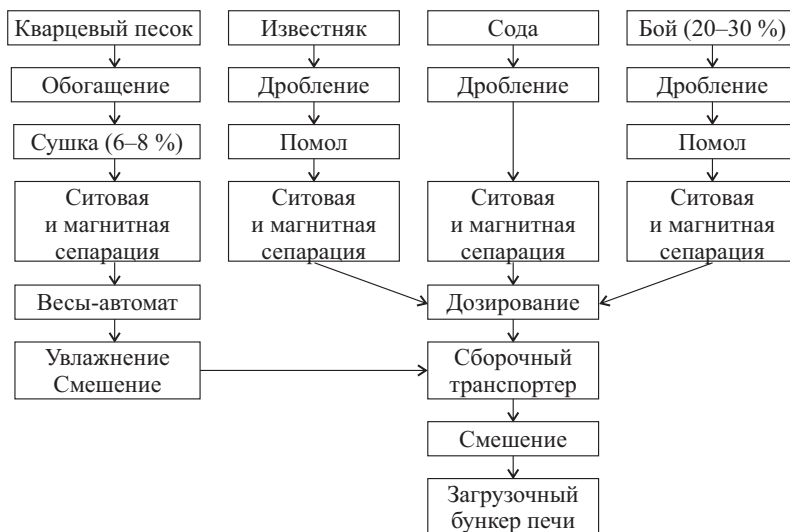 Кварцевый песок
Известняк
Сода
Бой (20–30 %)
Обогащение
Дробление
Дробление
Дробление
Сушка (6–8 %)
Помол
Помол
Ситовая
и магнитная
сепарация
Ситовая
и магнитная
сепарация
Ситовая
и магнитная
сепарация
Ситовая
и магнитная
сепарация
Весы-автомат
Дозирование
Увлажнение
Смешение
Сборочный
транспортер
Смешение
Загрузочный
бункер печи